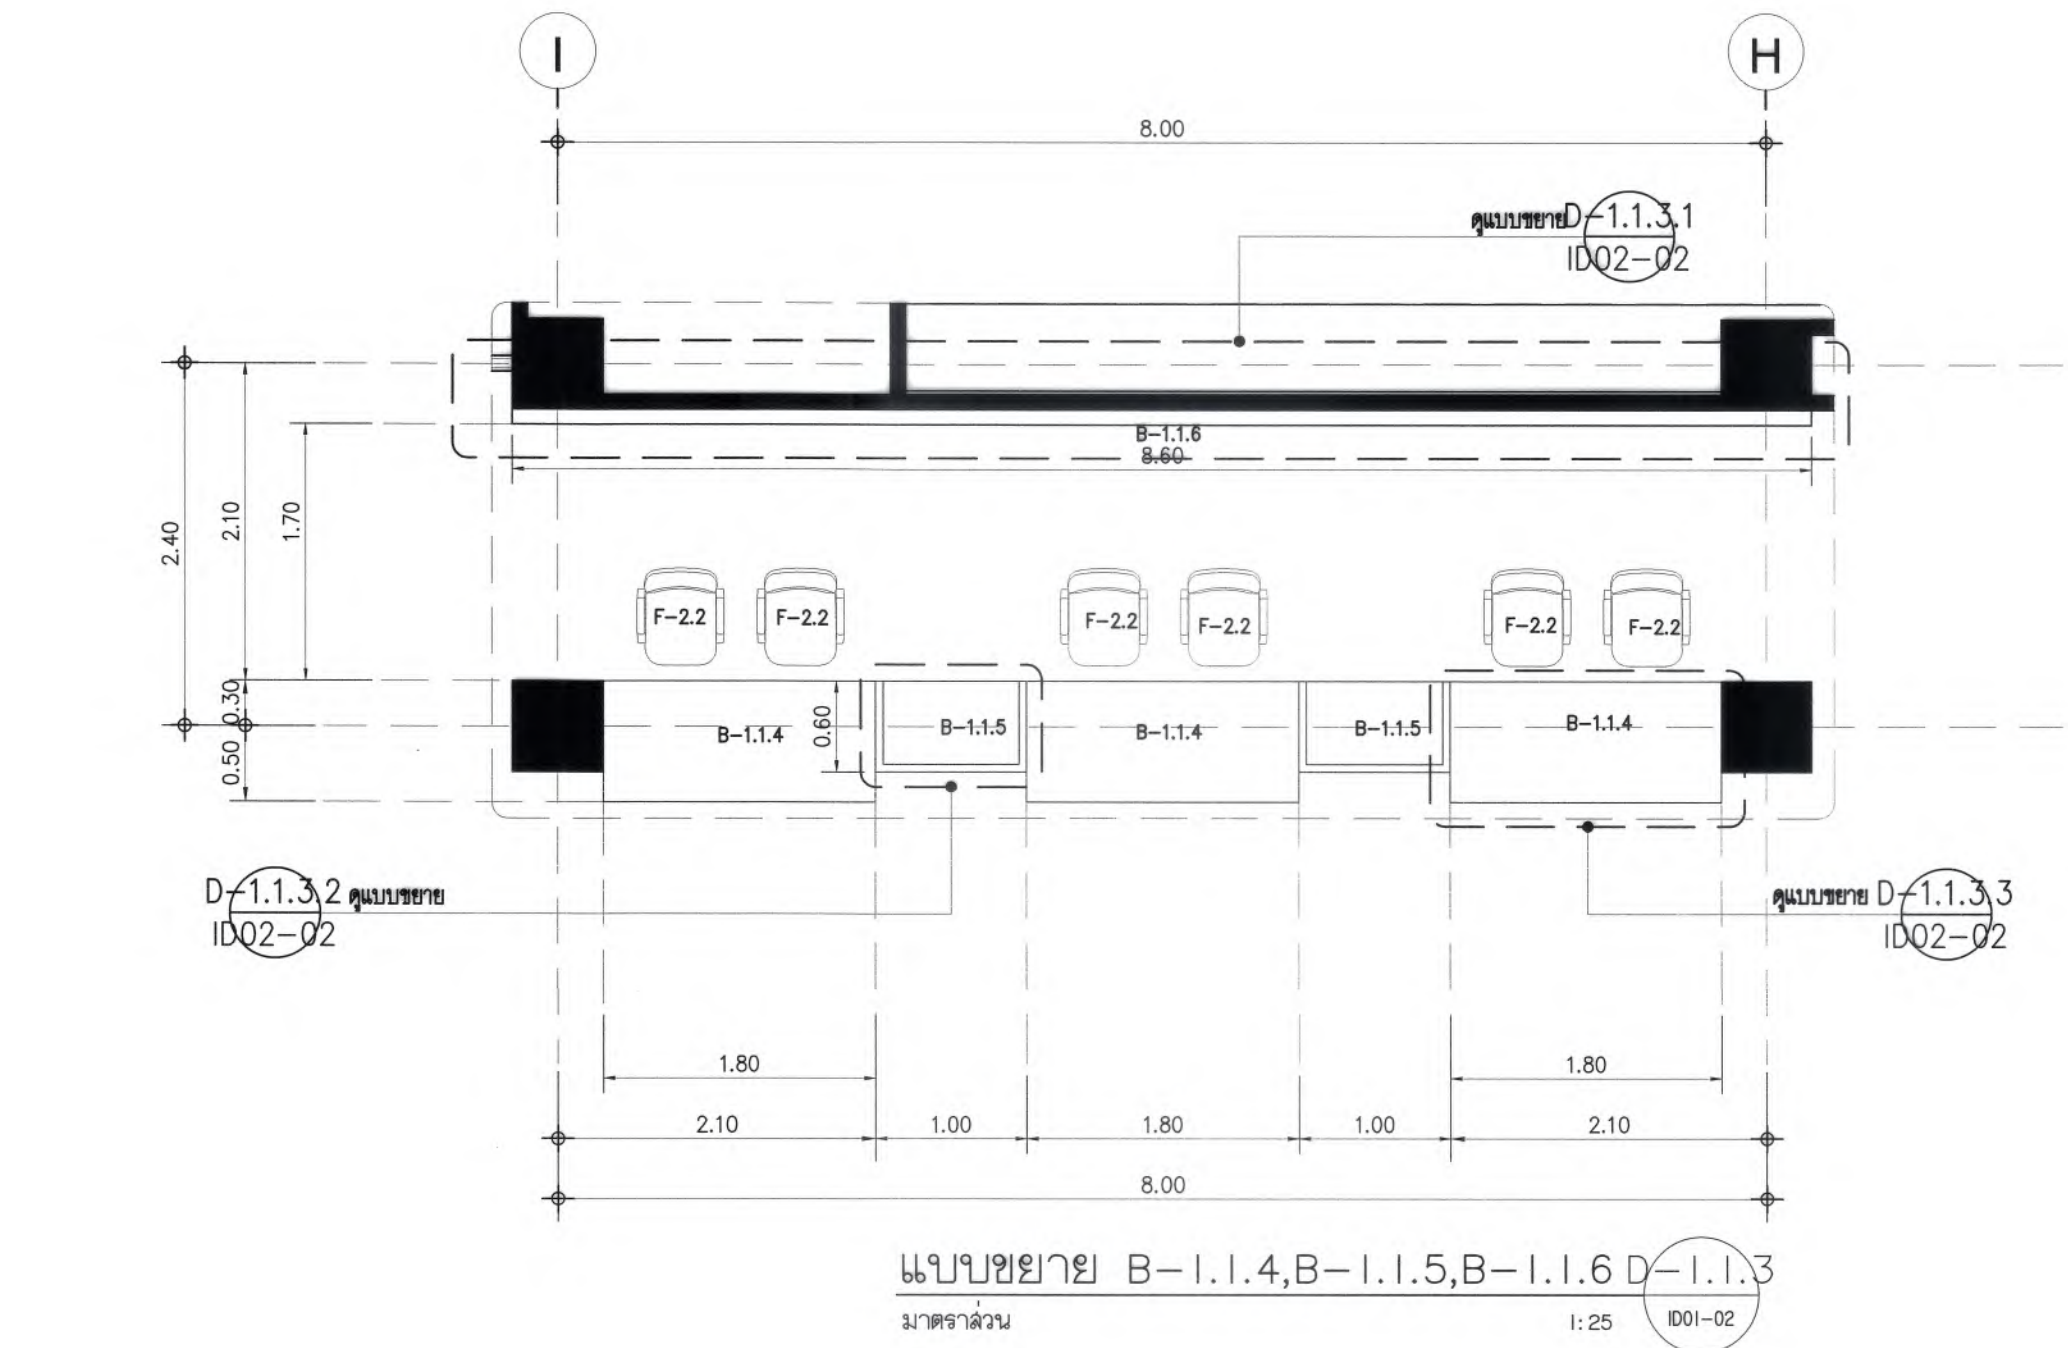 I
H
8.00
ดูแบบขยาย D-1.1.3.1
ID02-02
B-1.1.6
8.60
2.40
2.10
1.70
F-2.2 F-2.2 F-2.2 F-2.2 F-2.2 F-2.2
0.30
0.50
0.60
B-1.1.4 B-1.1.5 B-1.1.4 B-1.1.5 B-1.1.4
D-1.1.3.2 ดูแบบขยาย
ID02-02
ดูแบบขยาย D-1.1.3.3
ID02-02
1.80 1.80
2.10 1.00 1.80 1.00 2.10
8.00
แบบขยาย B-1.1.4,B-1.1.5,B-1.1.6 D-1.1.3
มาตราส่วน 1:25 ID01-02